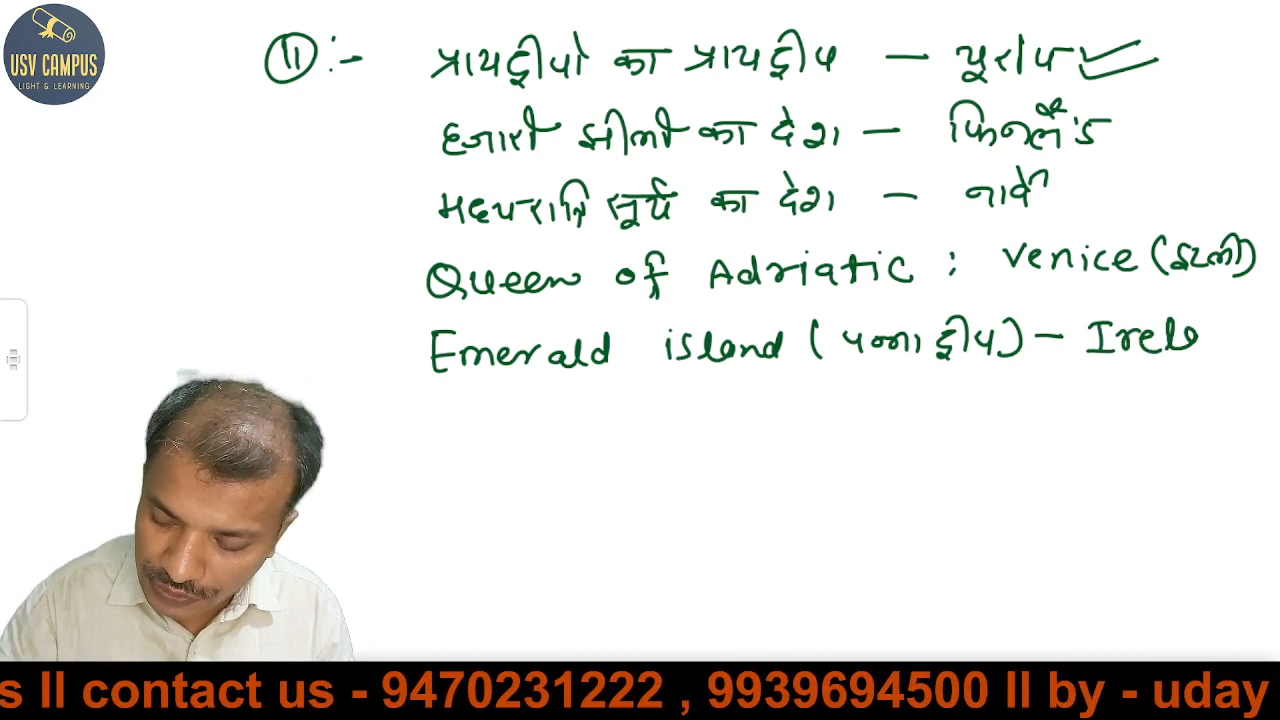 USV CAMPUS
LIGHT & LEARNING
11 :- प्रायद्वीपो का प्रायद्वीप — यूरोप
हजारो झीलो का देश — फिनलैंड
मध्यरात्रि सूर्य का देश — नार्वे
Queen of Adriatic : Venice (इटली)
Emerald island (पन्ना द्वीप) — Irela
s ll contact us - 9470231222 , 9939694500 ll by - uday